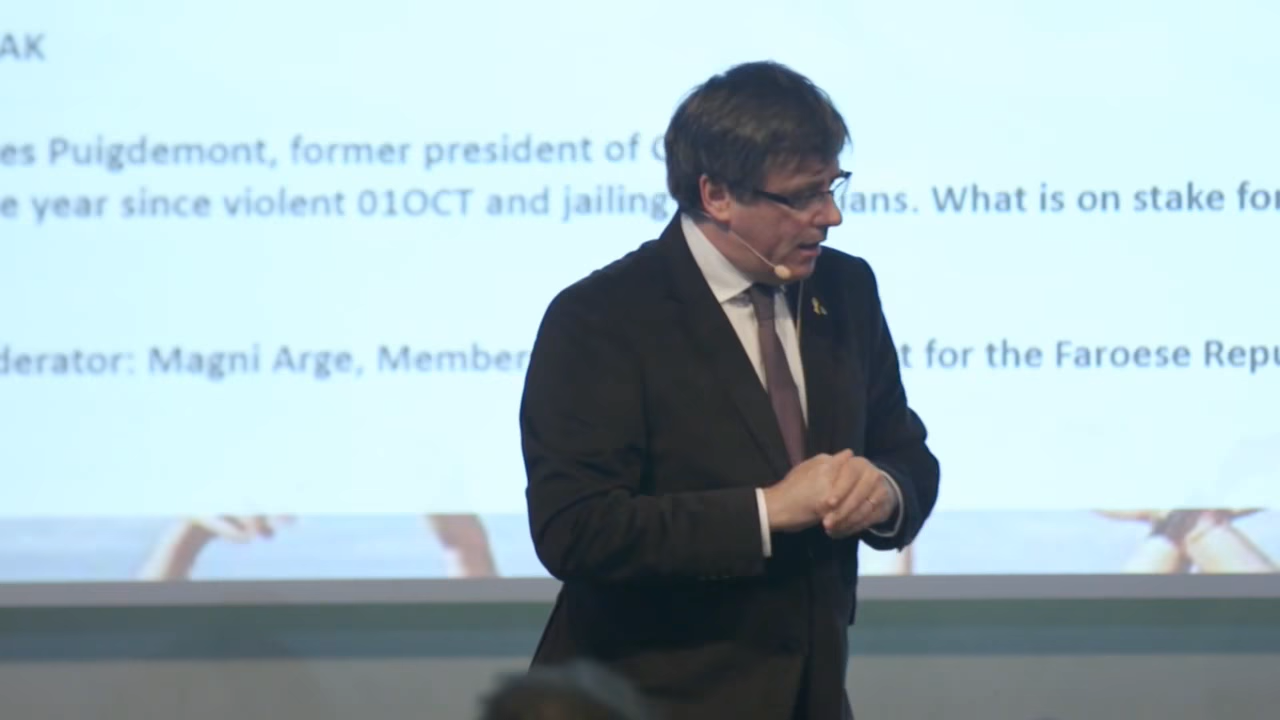 AK
es Puigdemont, former president of C
e year since violent 01OCT and jailing ians. What is on stake for
derator: Magni Arge, Member t for the Faroese Repu